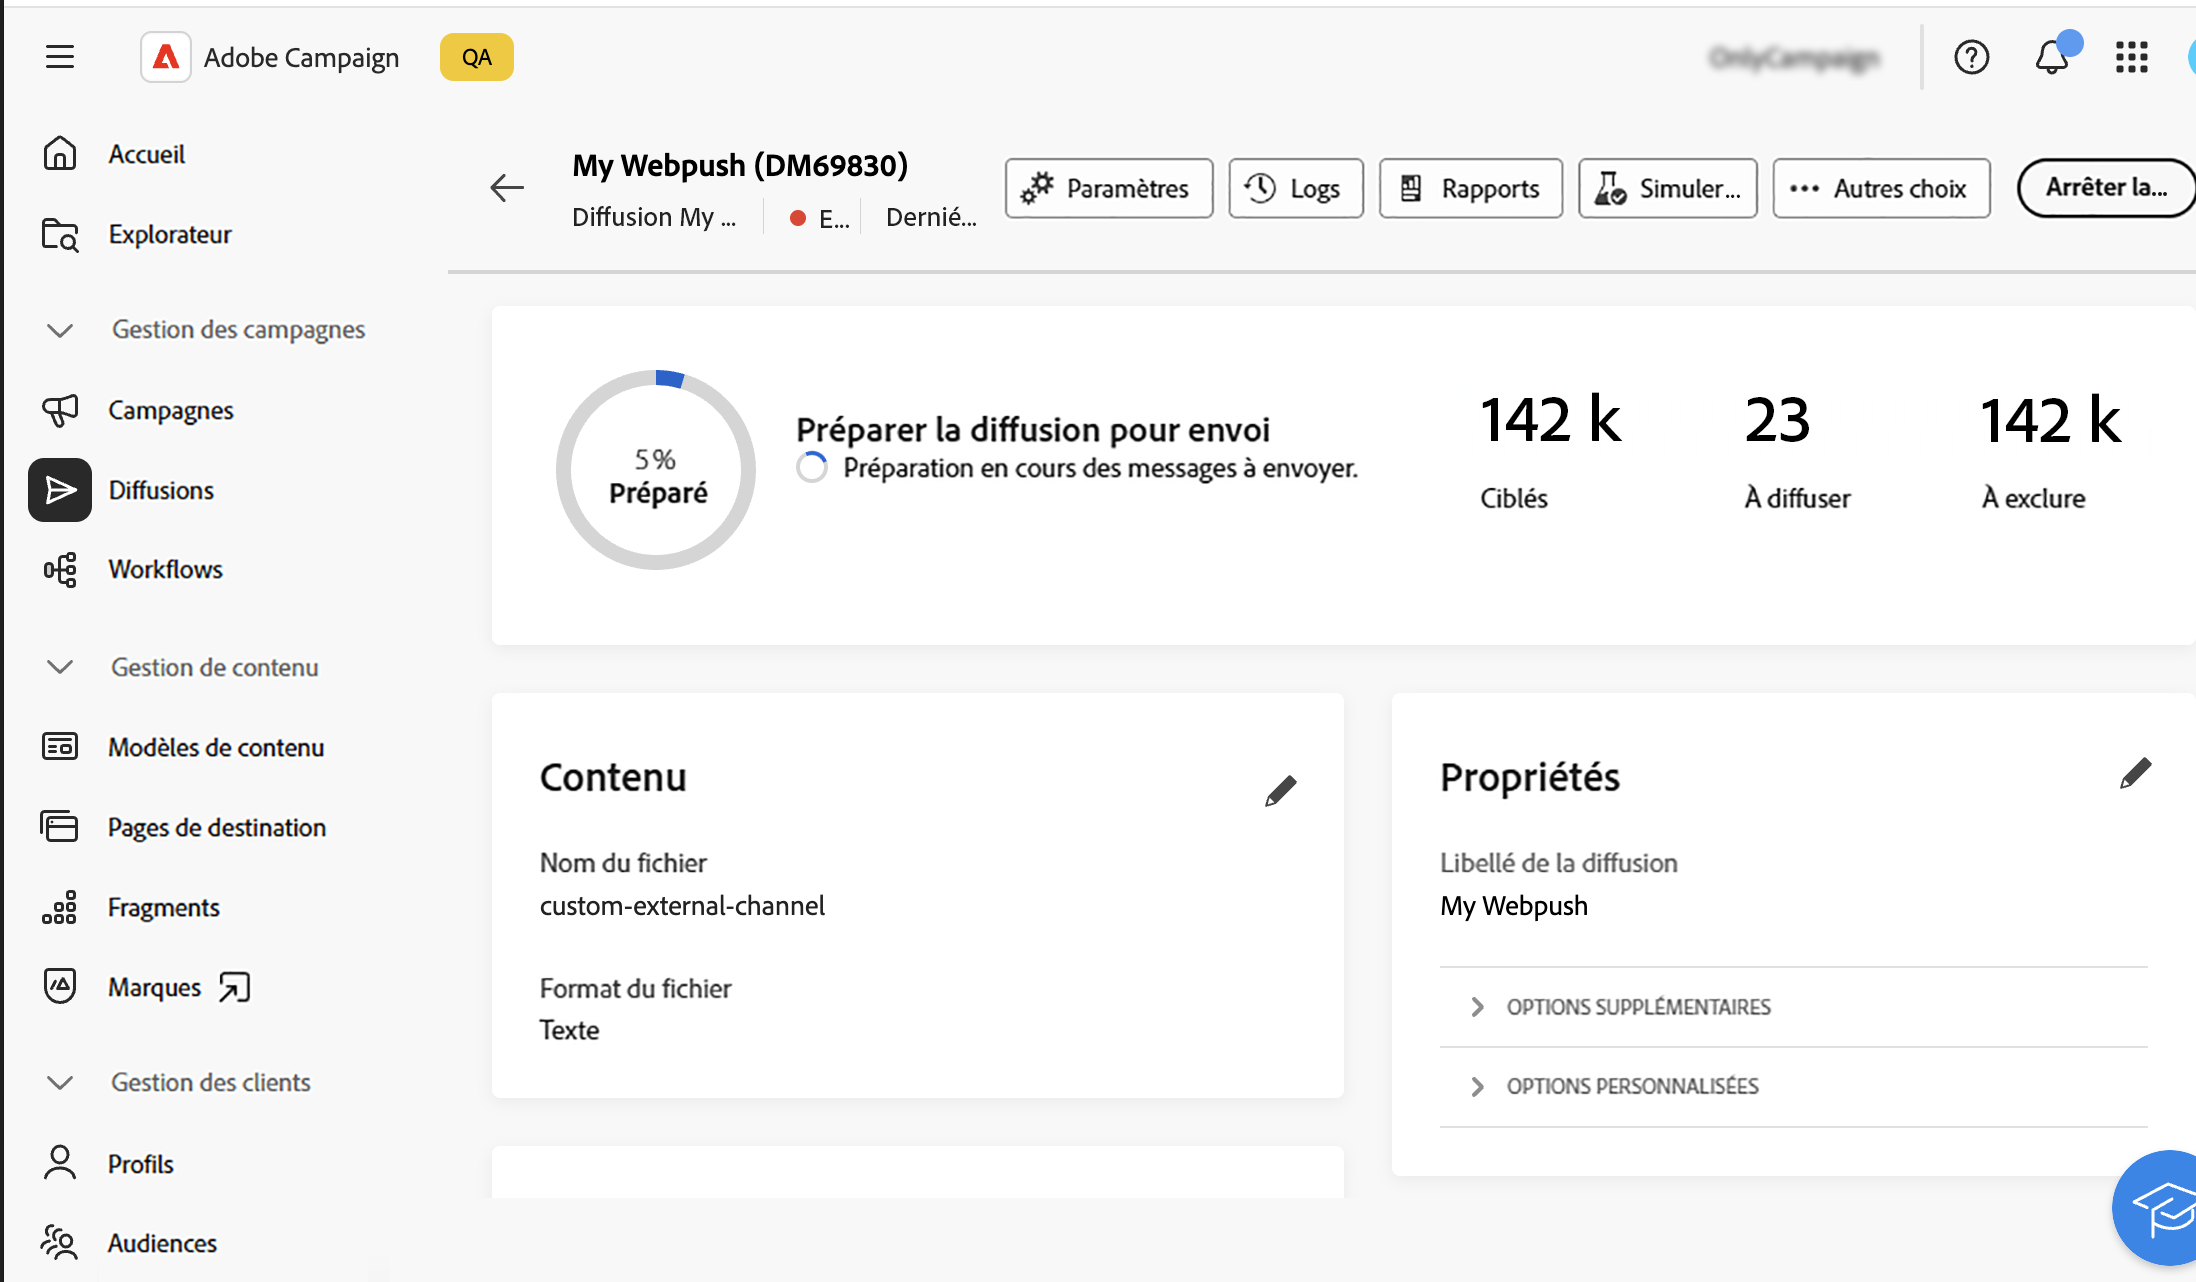 Adobe Campaign
QA
Accueil
Explorateur
Gestion des campagnes
Campagnes
Diffusions
Workflows
Gestion de contenu
Modèles de contenu
Pages de destination
Fragments
Marques
Gestion des clients
Profils
Audiences
My Webpush (DM69830)
Diffusion My ...
E...
Dernié...
Paramètres
Logs
Rapports
Simuler...
Autres choix
Arrêter la...
5%
Préparé
Préparer la diffusion pour envoi
Préparation en cours des messages à envoyer.
142 k
Ciblés
23
À diffuser
142 k
À exclure
Contenu
Nom du fichier
custom-external-channel
Format du fichier
Texte
Propriétés
Libellé de la diffusion
My Webpush
OPTIONS SUPPLÉMENTAIRES
OPTIONS PERSONNALISÉES